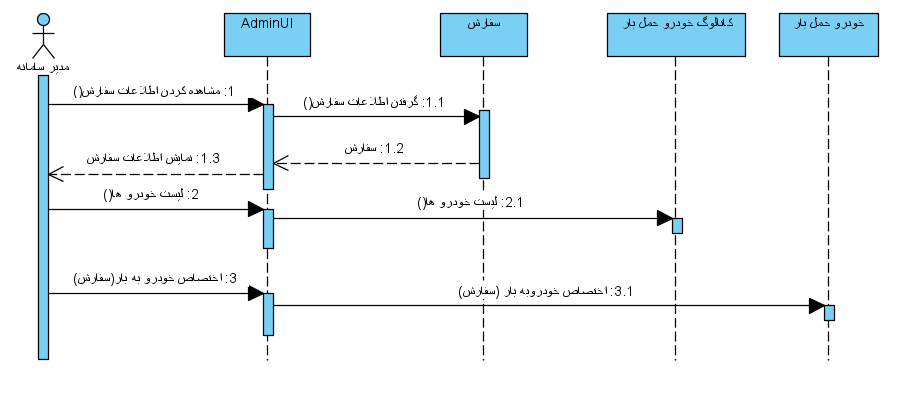 AdminUI
سفارش
کاتالوگ خودرو حمل بار
خودرو حمل بار
مدیر سامانه
1: مشاهده کردن اطلاعات سفارش()
1.1: گرفتن اطلاعات سفارش()
1.2: سفارش
1.3: نمایش اطلاعات سفارش
2: لیست خودرو ها()
2.1: لیست خودرو ها()
3: اختصاص خودرو به بار(سفارش)
3.1: اختصاص خودروبه بار (سفارش)